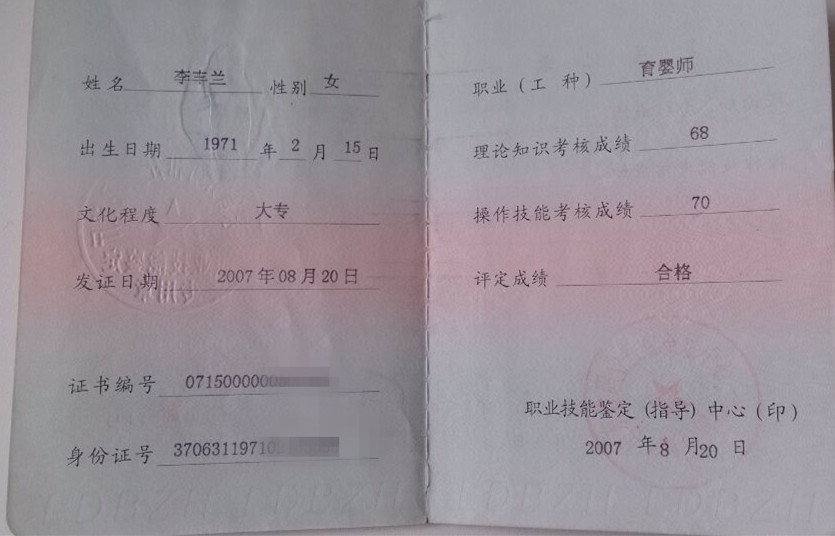 姓名 李丰兰 性别 女
出生日期 1971 年 2 月 15 日
文化程度 大专
发证日期 2007 年 08 月 20 日
证书编号 0715000000
身份证号 37063119710
职业（工 种） 育婴师
理论知识考核成绩 68
操作技能考核成绩 70
评定成绩 合格
职业技能鉴定（指导）中心（印）
2007 年 8 月 20 日